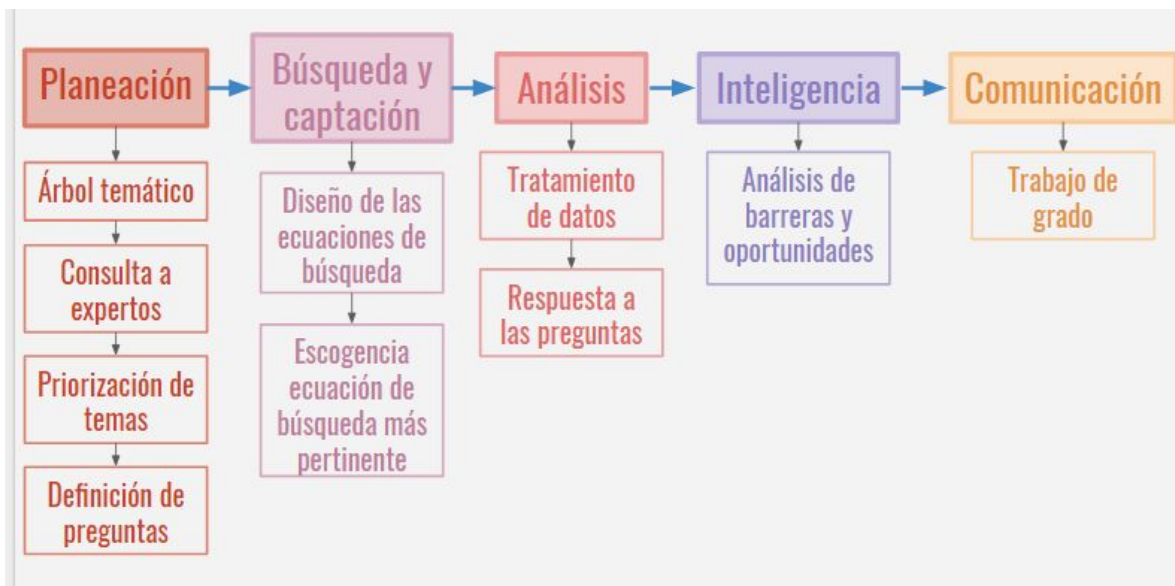 Planeación
Árbol temático
Consulta a
expertos
Priorización de
temas
Definición de
preguntas
Búsqueda y
captación
Diseño de las
ecuaciones de
búsqueda
Escogencia
ecuación de
búsqueda más
pertinente
Análisis
Tratamiento
de datos
Respuesta a
las preguntas
Inteligencia
Análisis de
barreras y
oportunidades
Comunicación
Trabajo de
grado